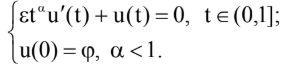 εt^α u′(t) + u(t) = 0, t ∈ (0,1];
u(0) = φ, α < 1.